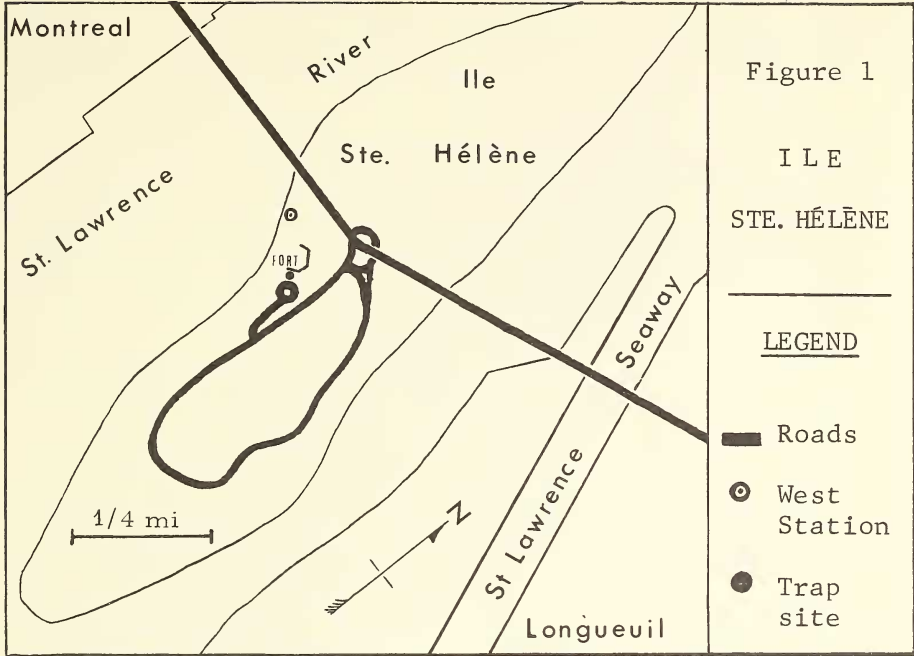 Montreal
River
Ile
Ste. Hélène
St. Lawrence
FORT
1/4 mi
N
St Lawrence Seaway
Longueuil
Figure 1
ILE
STE. HÉLĒNE
LEGEND
Roads
West
Station
Trap
site